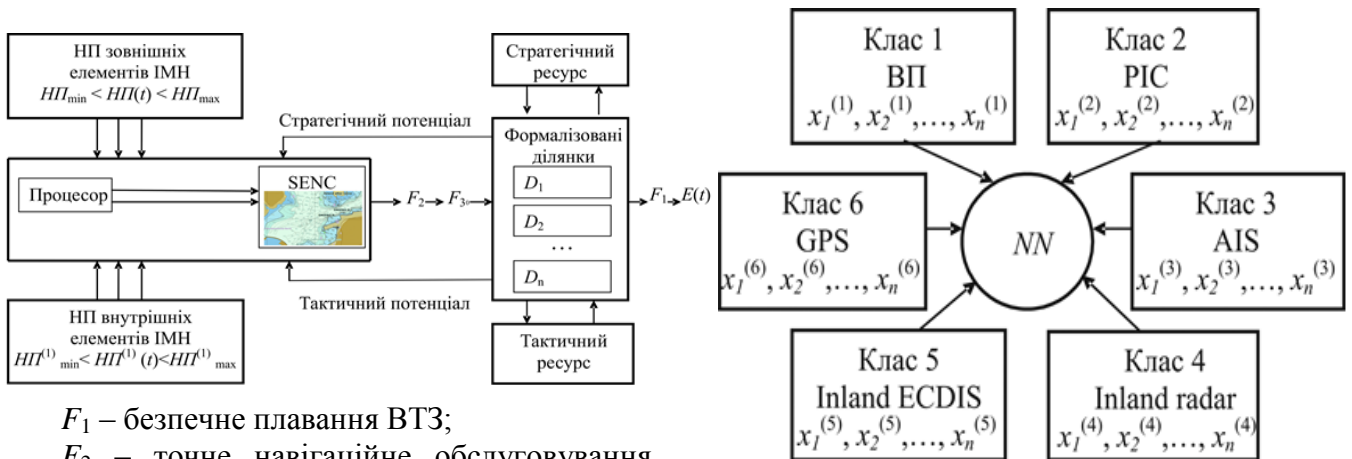 НП зовнішніх
елементів ІМН
НПmin < НП(t) < НПmax
Стратегічний
ресурс
Стратегічний потенціал
Процесор
SENC
F2
F3
Формалізовані
ділянки
D1
D2
...
Dn
F1
E(t)
Тактичний потенціал
НП внутрішніх
елементів ІМН
НП(1) min< НП(1) (t)<НП(1) max
Тактичний
ресурс
F1 – безпечне плавання ВТЗ;
– точне навігаційне обслуговування
Клас 1
ВП
x1(1), x2(1),..., xn(1)
Клас 2
РІС
x1(2), x2(2),..., xn(2)
Клас 6
GPS
x1(6), x2(6),..., xn(6)
NN
Клас 3
AIS
x1(3), x2(3),..., xn(3)
Клас 5
Inland ECDIS
x1(5), x2(5),..., xn(5)
Клас 4
Inland radar
x1(4), x2(4),..., xn(4)